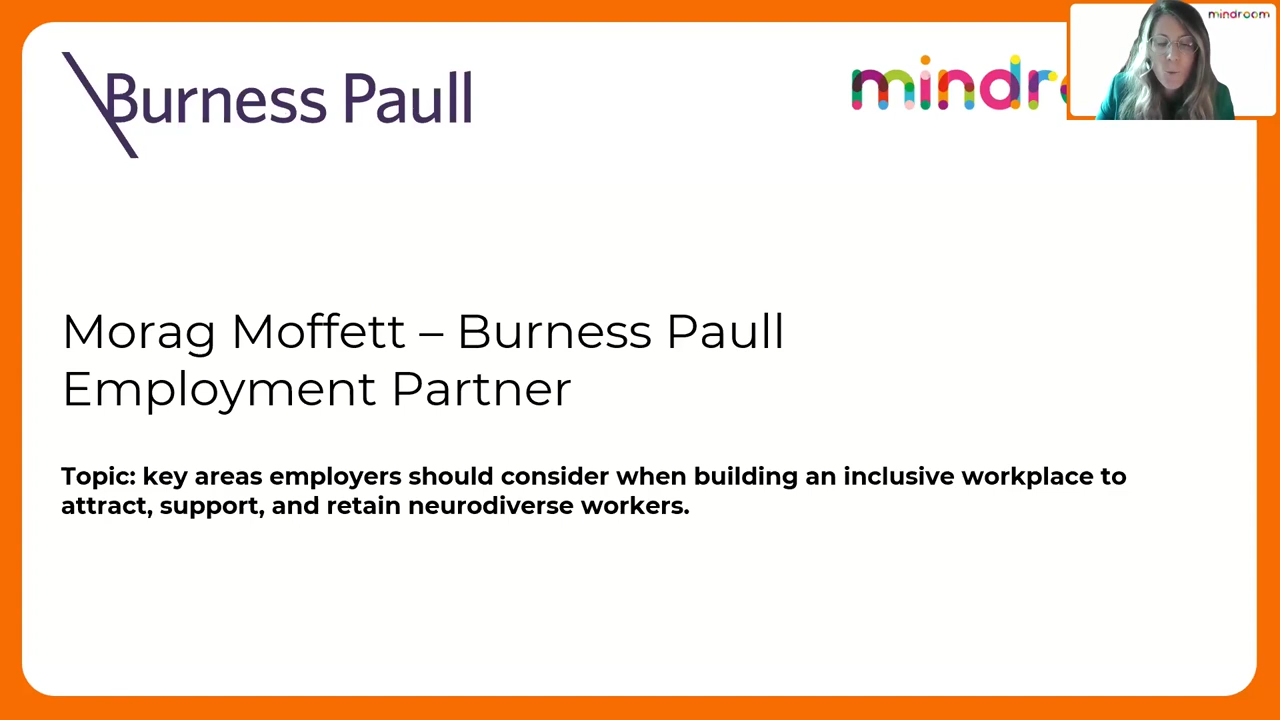 Burness Paull
mindr
mindroom
Morag Moffett – Burness Paull
Employment Partner
Topic: key areas employers should consider when building an inclusive workplace to
attract, support, and retain neurodiverse workers.